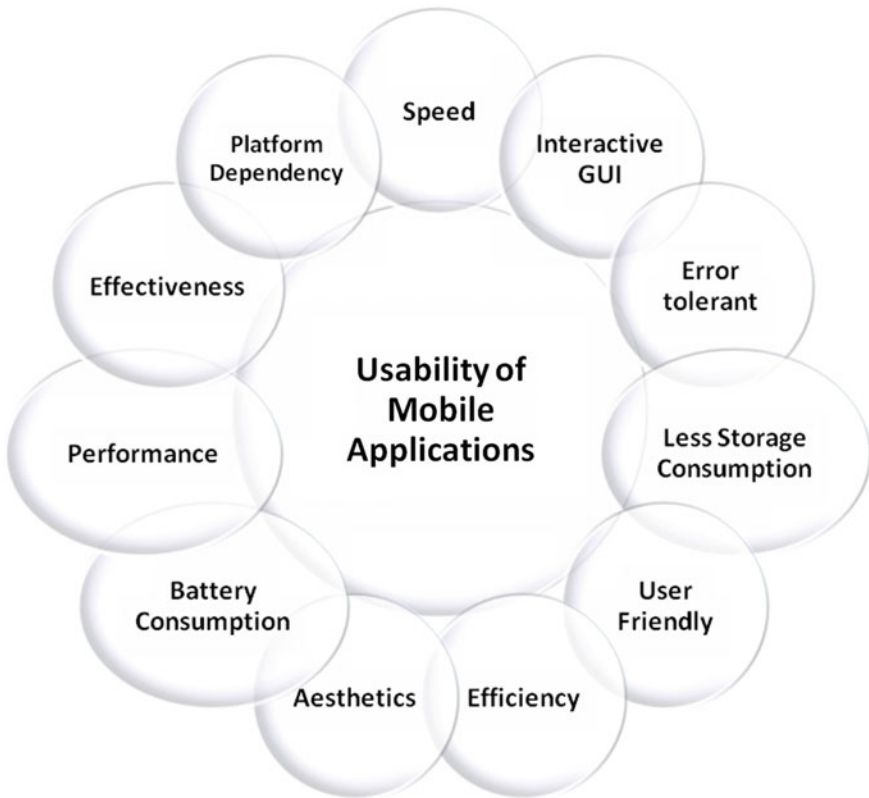 Speed
Interactive
GUI
Error
tolerant
Less Storage
Consumption
User
Friendly
Efficiency
Aesthetics
Battery
Consumption
Performance
Effectiveness
Platform
Dependency
Usability of
Mobile
Applications